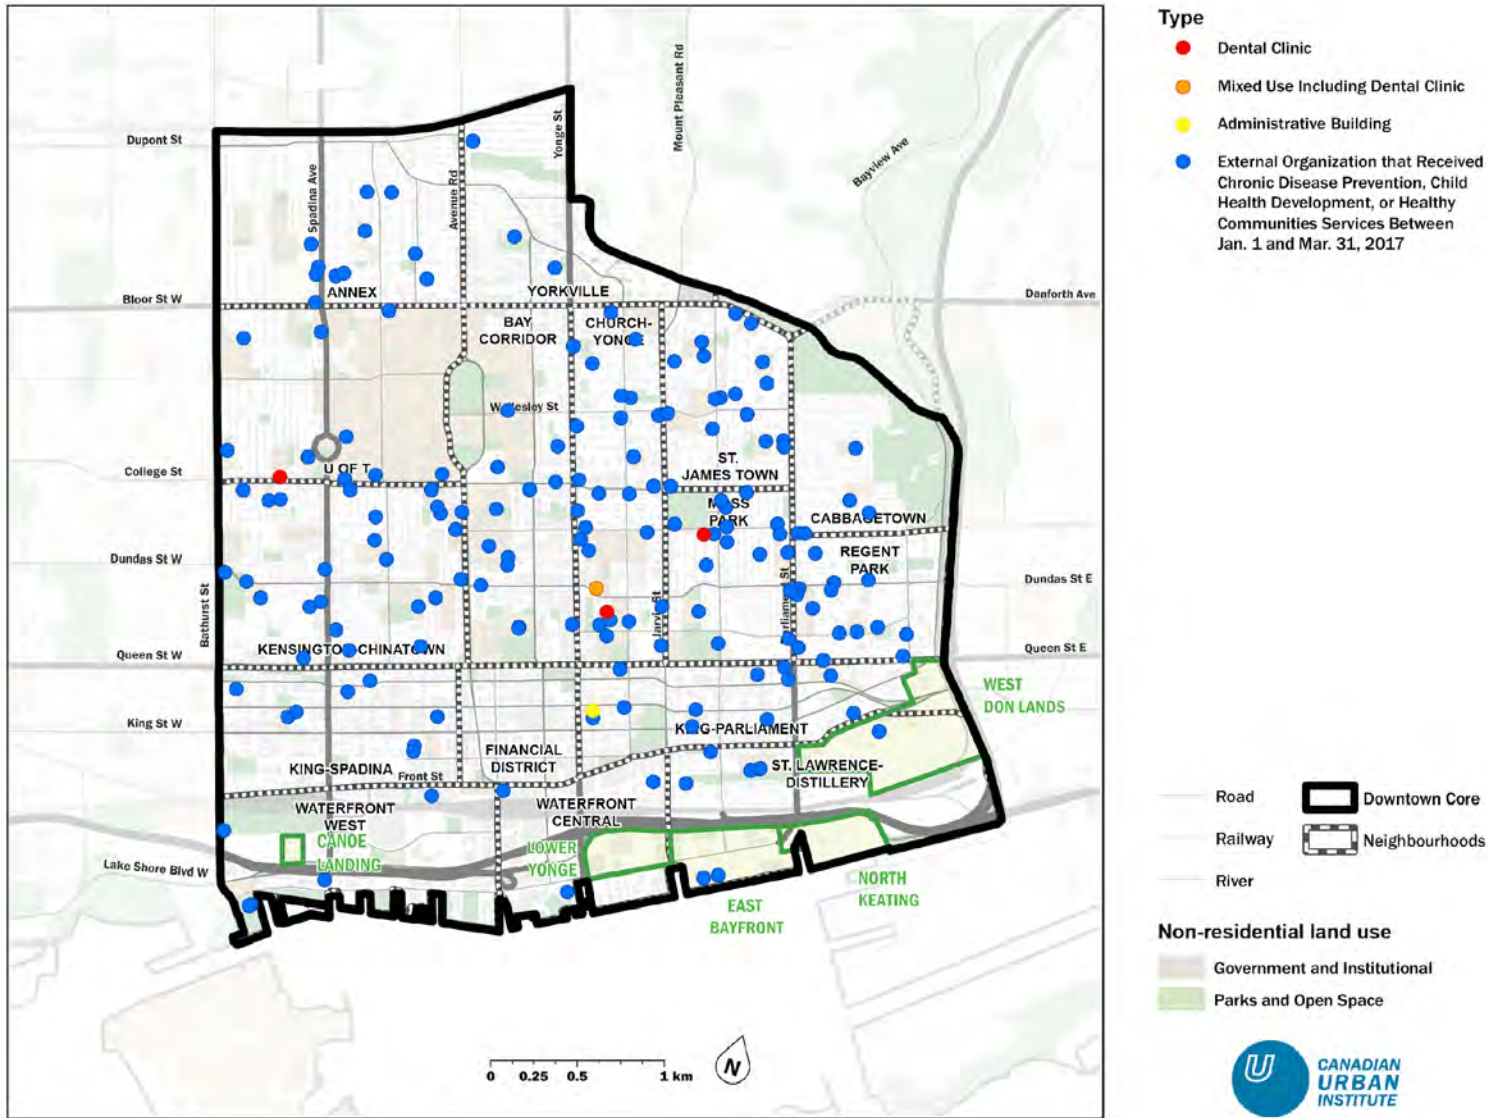 Type
Dental Clinic
Mixed Use Including Dental Clinic
Administrative Building
External Organization that Received
Chronic Disease Prevention, Child
Health Development, or Healthy
Communities Services Between
Jan. 1 and Mar. 31, 2017
Mount Pleasant Rd
Dupont St
Yonge St
Bayview Ave
Spadina Ave
Avenue Rd
ANNEX
YORKVILLE
Bloor St W
Danforth Ave
BAY
CORRIDOR
CHURCH-
YONGE
Wellesley St
ST.
JAMES TOWN
College St
U OF T
MOSS
PARK
CABBAGETOWN
REGENT
PARK
Dundas St W
Dundas St E
Bathurst St
Jarvis St
Parliament St
KENSINGTON-CHINATOWN
Queen St W
Queen St E
WEST
DON LANDS
King St W
KING-PARLIAMENT
FINANCIAL
DISTRICT
KING-SPADINA
Front St
ST. LAWRENCE-
DISTILLERY
WATERFRONT
WEST
WATERFRONT
CENTRAL
CANOE
LANDING
LOWER
YONGE
Lake Shore Blvd W
NORTH
KEATING
EAST
BAYFRONT
Road
Downtown Core
Railway
Neighbourhoods
River
Non-residential land use
Government and Institutional
Parks and Open Space
0 0.25 0.5 1 km
N
U
CANADIAN
URBAN
INSTITUTE